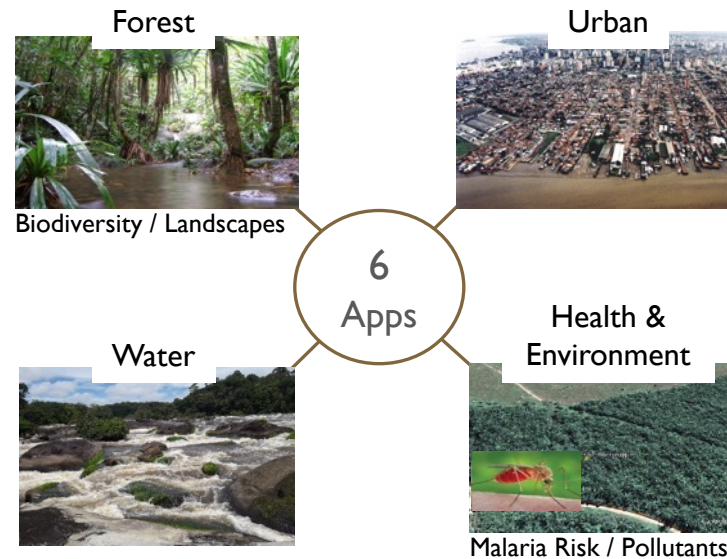 Forest
Urban
Biodiversity / Landscapes
6
Apps
Water
Health &
Environment
Malaria Risk / Pollutants